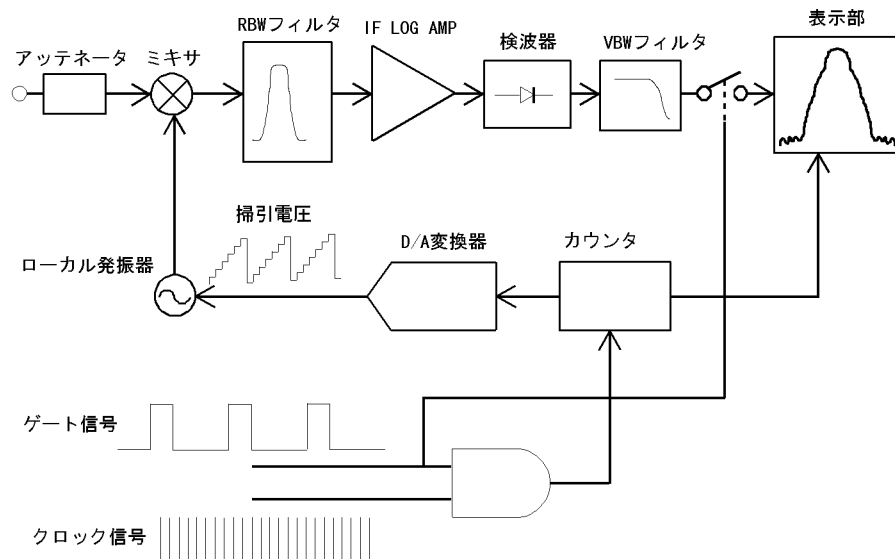 アッテネータ
ミキサ
RBWフィルタ
IF LOG AMP
検波器
VBWフィルタ
表示部
掃引電圧
D/A変換器
カウンタ
ローカル発振器
ゲート信号
クロック信号